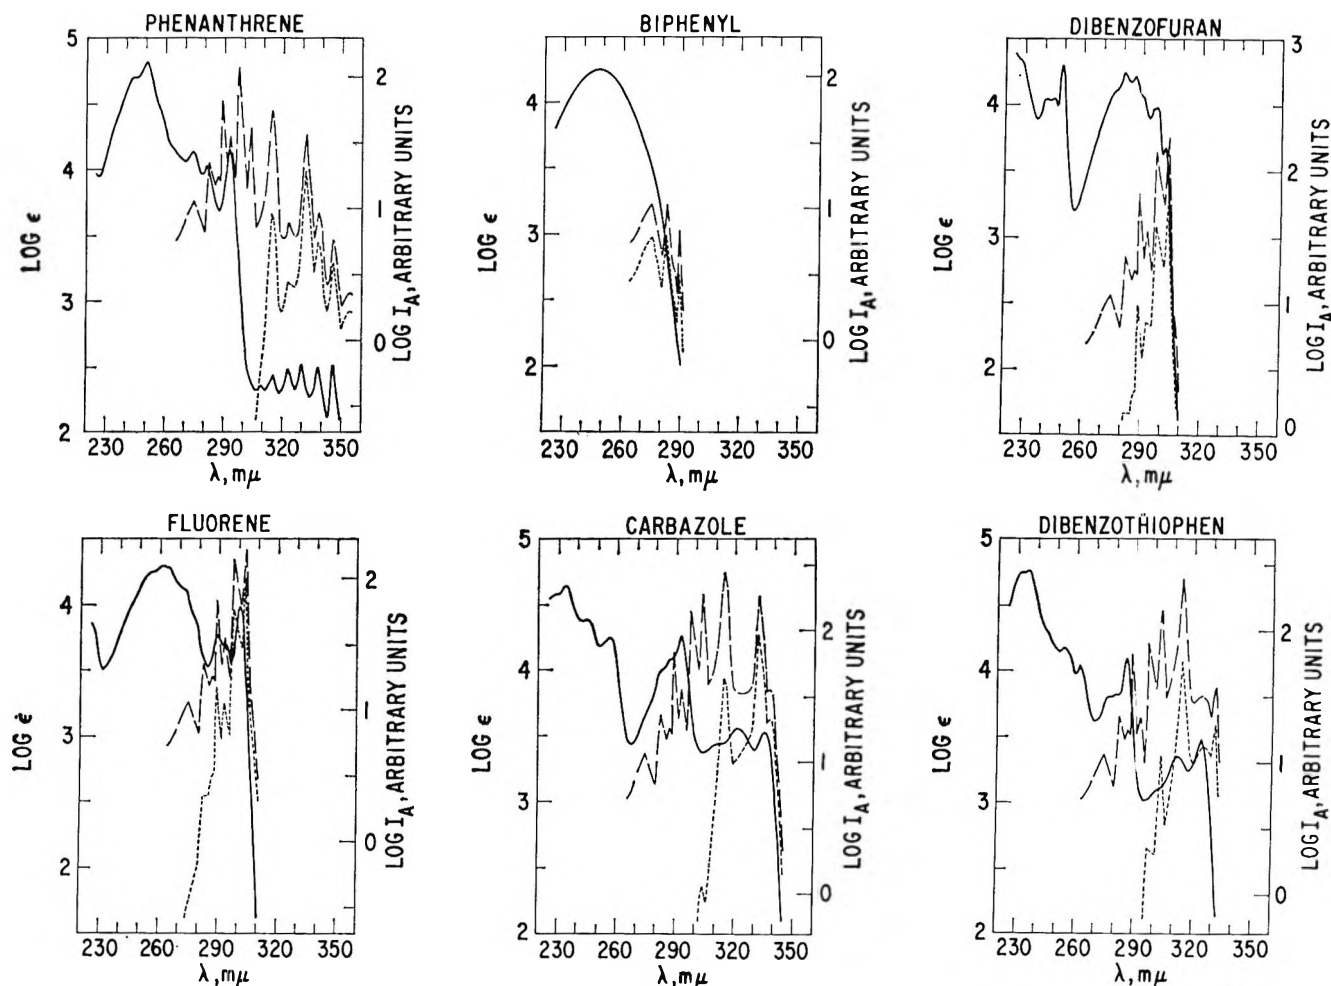 PHENANTHRENE
5
4
3
2
LOG ϵ
2
1
0
LOG I_A, ARBITRARY UNITS
230 260 290 320 350
λ, mμ
BIPHENYL
4
3
2
LOG ϵ
2
1
0
LOG I_A, ARBITRARY UNITS
230 260 290 320 350
λ, mμ
DIBENZOFURAN
4
3
2
LOG ϵ
3
2
1
0
LOG I_A, ARBITRARY UNITS
230 260 290 320 350
λ, mμ
FLUORENE
4
3
2
LOG ϵ
2
1
0
LOG I_A, ARBITRARY UNITS
230 260 290 320 350
λ, mμ
CARBAZOLE
5
4
3
2
LOG ϵ
2
1
0
LOG I_A, ARBITRARY UNITS
230 260 290 320 350
λ, mμ
DIBENZOTHIOPHEN
5
4
3
2
LOG ϵ
2
1
0
LOG I_A, ARBITRARY UNITS
230 260 290 320 350
λ, mμ